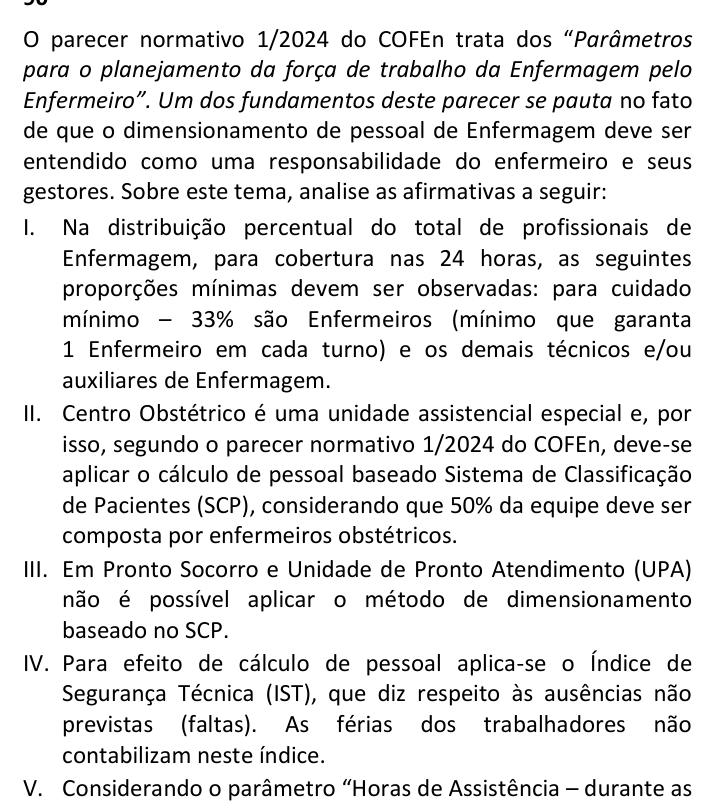 O parecer normativo 1/2024 do COFEn trata dos “Parâmetros
para o planejamento da força de trabalho da Enfermagem pelo
Enfermeiro”. Um dos fundamentos deste parecer se pauta no fato
de que o dimensionamento de pessoal de Enfermagem deve ser
entendido como uma responsabilidade do enfermeiro e seus
gestores. Sobre este tema, analise as afirmativas a seguir:
I. Na distribuição percentual do total de profissionais de
Enfermagem, para cobertura nas 24 horas, as seguintes
proporções mínimas devem ser observadas: para cuidado
mínimo – 33% são Enfermeiros (mínimo que garanta
1 Enfermeiro em cada turno) e os demais técnicos e/ou
auxiliares de Enfermagem.
II. Centro Obstétrico é uma unidade assistencial especial e, por
isso, segundo o parecer normativo 1/2024 do COFEn, deve-se
aplicar o cálculo de pessoal baseado Sistema de Classificação
de Pacientes (SCP), considerando que 50% da equipe deve ser
composta por enfermeiros obstétricos.
III. Em Pronto Socorro e Unidade de Pronto Atendimento (UPA)
não é possível aplicar o método de dimensionamento
baseado no SCP.
IV. Para efeito de cálculo de pessoal aplica-se o Índice de
Segurança Técnica (IST), que diz respeito às ausências não
previstas (faltas). As férias dos trabalhadores não
contabilizam neste índice.
V. Considerando o parâmetro “Horas de Assistência – durante as